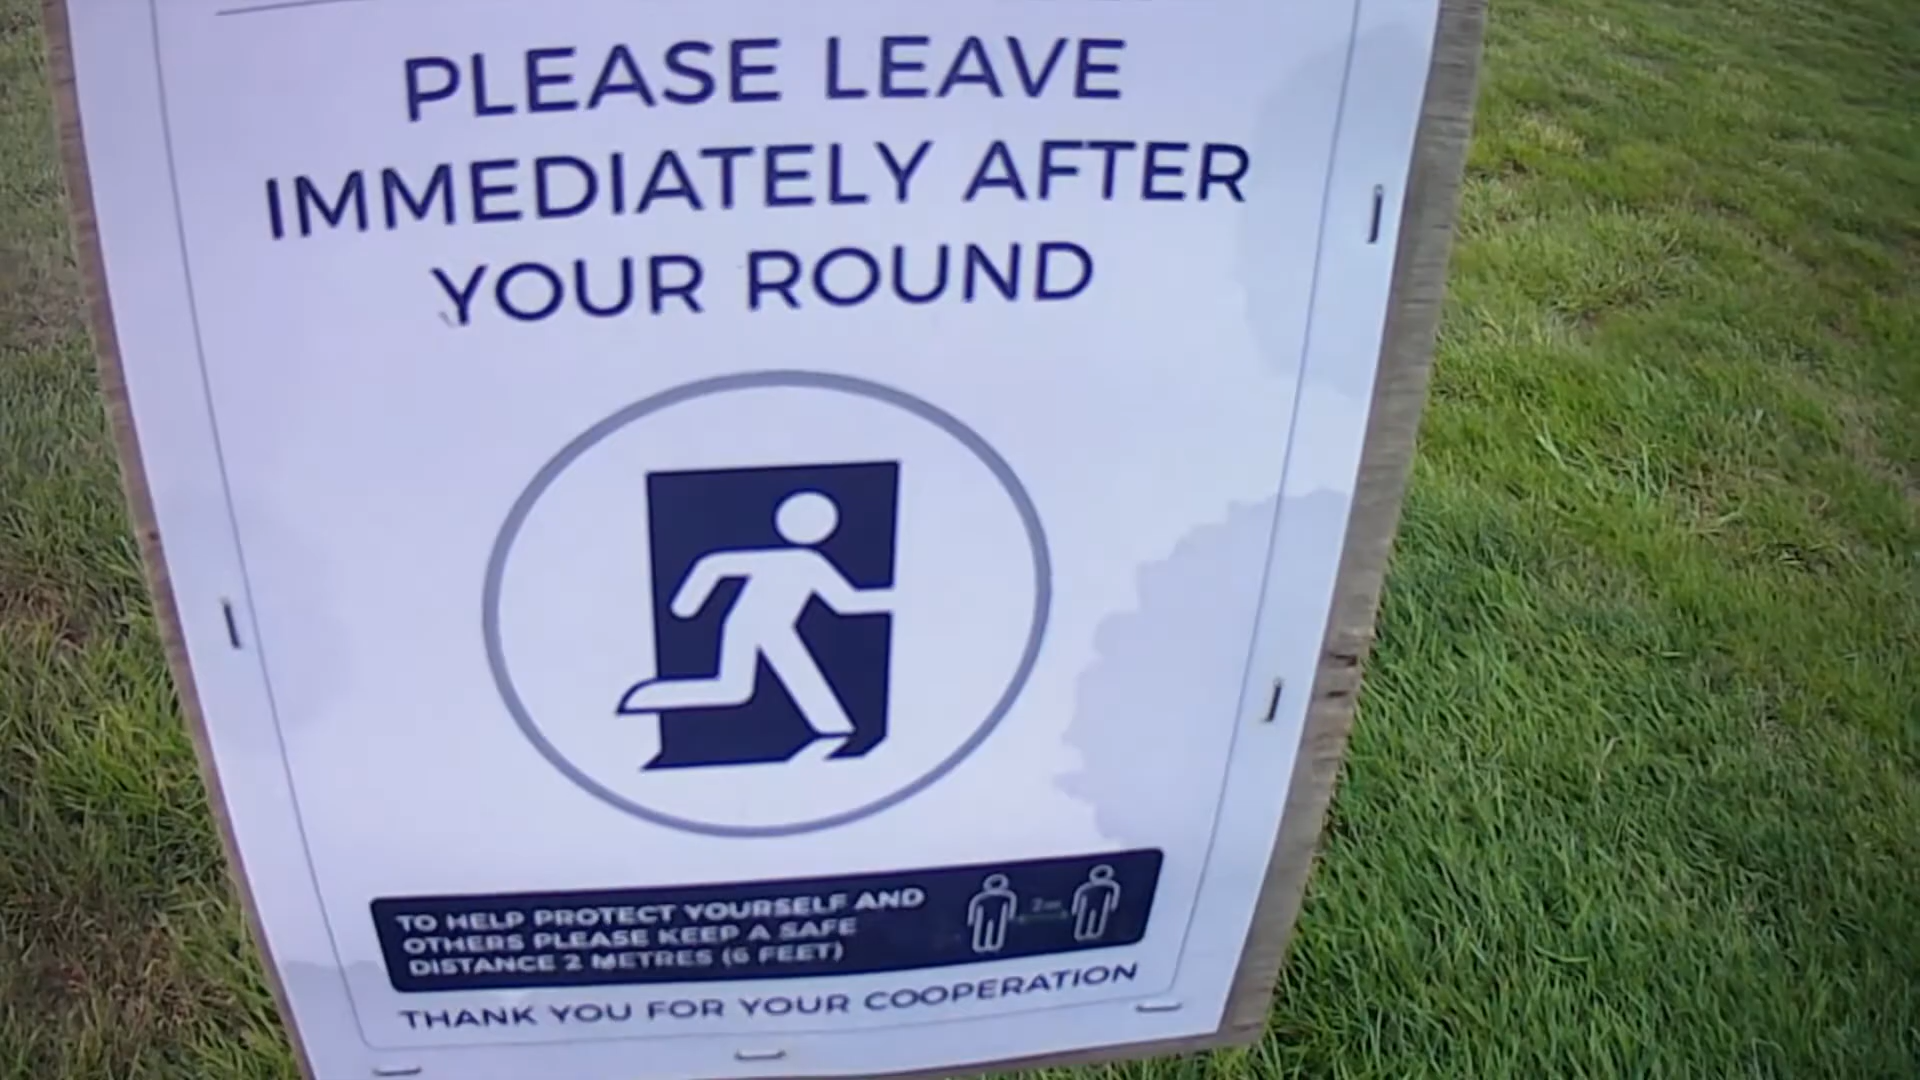 PLEASE LEAVE
IMMEDIATELY AFTER
YOUR ROUND
TO HELP PROTECT YOURSELF AND
OTHERS PLEASE KEEP A SAFE
DISTANCE 2 METRES (6 FEET)
2m
THANK YOU FOR YOUR COOPERATION